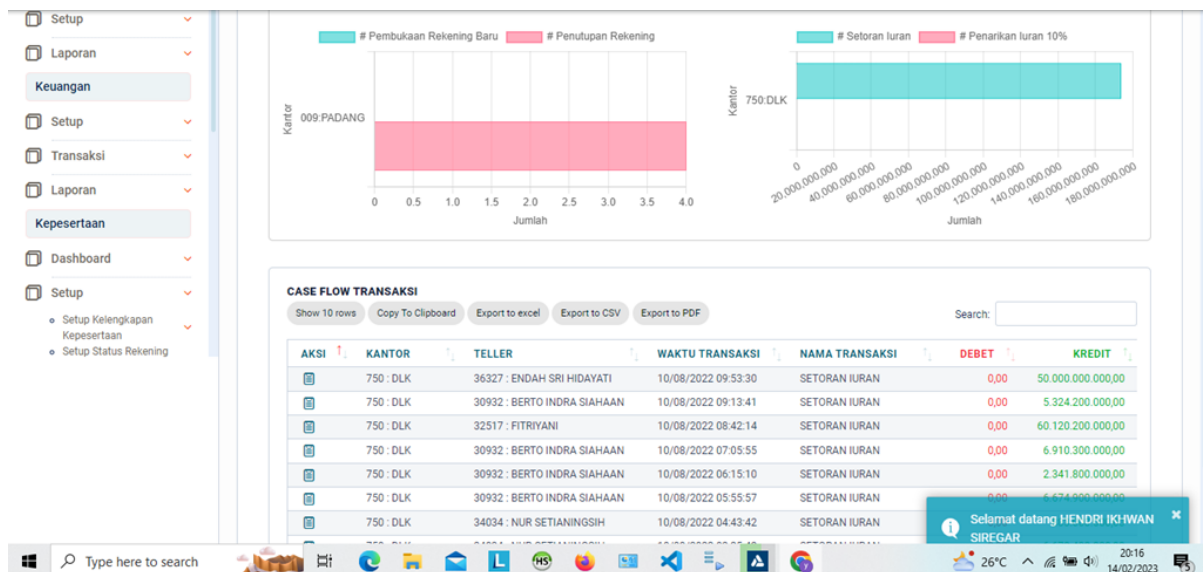 Setup
Laporan
Keuangan
Setup
Transaksi
Laporan
Kepesertaan
Dashboard
Setup
Setup Kelengkapan
Kepesertaan
Setup Status Rekening
# Pembukaan Rekening Baru # Penutupan Rekening
Kantor
009:PADANG
0 0.5 1.0 1.5 2.0 2.5 3.0 3.5 4.0
Jumlah
# Setoran Iuran # Penarikan Iuran 10%
Kantor
750:DLK
0 20,000,000,000 40,000,000,000 60,000,000,000 80,000,000,000 100,000,000,000 120,000,000,000 140,000,000,000 160,000,000,000 180,000,000,000
Jumlah
CASE FLOW TRANSAKSI
Show 10 rows Copy To Clipboard Export to excel Export to CSV Export to PDF Search:
AKSI KANTOR TELLER WAKTU TRANSAKSI NAMA TRANSAKSI DEBET KREDIT
750 : DLK 36327 : ENDAH SRI HIDAYATI 10/08/2022 09:53:30 SETORAN IURAN 0,00 50.000.000.000,00
750 : DLK 30932 : BERTO INDRA SIAHAAN 10/08/2022 09:13:41 SETORAN IURAN 0,00 5.324.200.000,00
750 : DLK 32517 : FITRIYANI 10/08/2022 08:42:14 SETORAN IURAN 0,00 60.120.200.000,00
750 : DLK 30932 : BERTO INDRA SIAHAAN 10/08/2022 07:05:55 SETORAN IURAN 0,00 6.910.300.000,00
750 : DLK 30932 : BERTO INDRA SIAHAAN 10/08/2022 06:15:10 SETORAN IURAN 0,00 2.341.800.000,00
750 : DLK 30932 : BERTO INDRA SIAHAAN 10/08/2022 05:55:57 SETORAN IURAN 0,00 6.674.900.000,00
750 : DLK 34034 : NUR SETIANINGSIH 10/08/2022 04:43:42 SETORAN IURAN
Selamat datang HENDRI IKHWAN
SIREGAR
Type here to search
26°C
20:16
14/02/2023